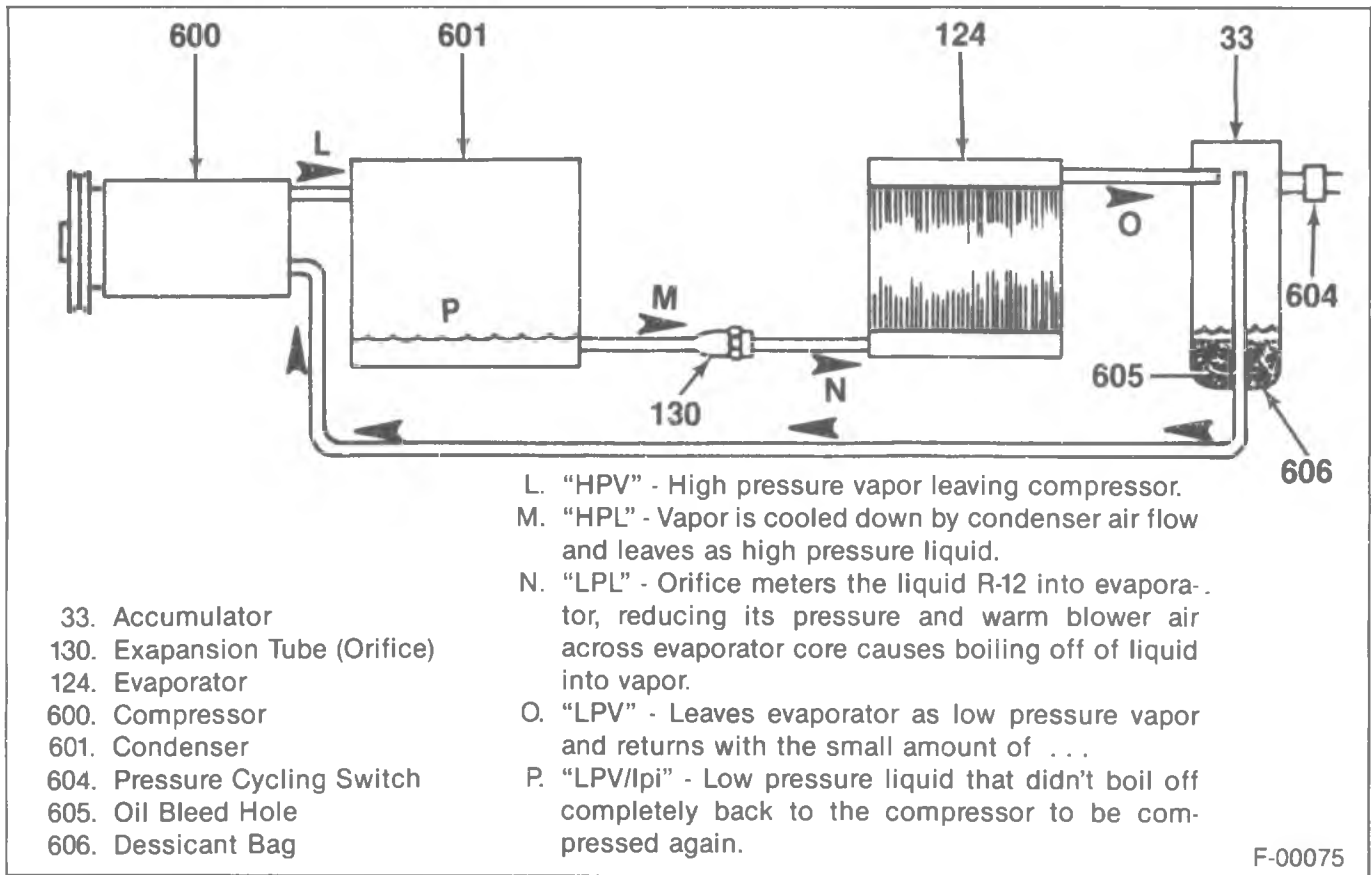 600
601
124
33
L
O
604
P
M
605
N
130
606
L. “HPV” - High pressure vapor leaving compressor.
M. “HPL” - Vapor is cooled down by condenser air flow
and leaves as high pressure liquid.
N. “LPL” - Orifice meters the liquid R-12 into evapora-.
tor, reducing its pressure and warm blower air
across evaporator core causes boiling off of liquid
into vapor.
O. “LPV” - Leaves evaporator as low pressure vapor
and returns with the small amount of ...
P. “LPV/lpi” - Low pressure liquid that didn't boil off
completely back to the compressor to be com-
pressed again.
33. Accumulator
130. Exapansion Tube (Orifice)
124. Evaporator
600. Compressor
601. Condenser
604. Pressure Cycling Switch
605. Oil Bleed Hole
606. Dessicant Bag
F-00075